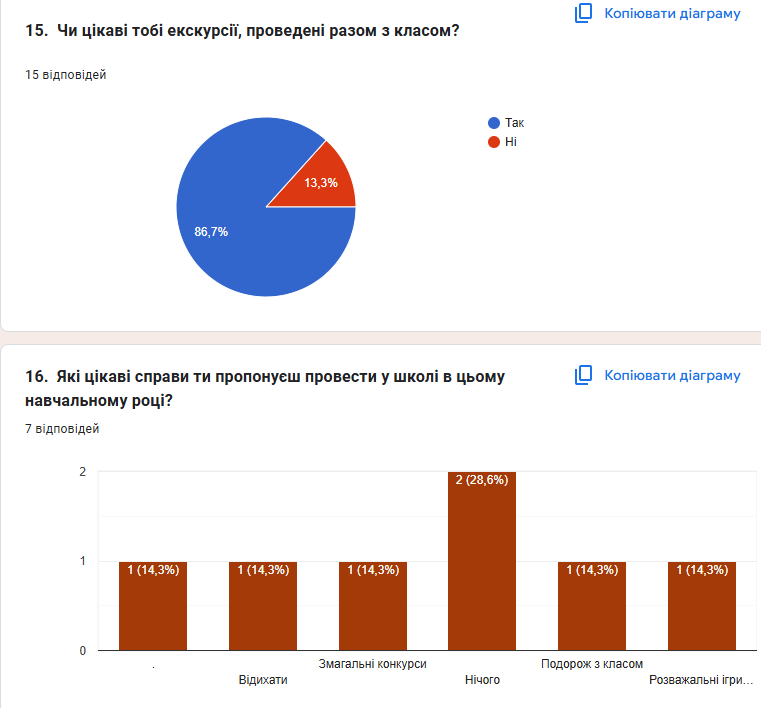 Копіювати діаграму
15. Чи цікаві тобі екскурсії, проведені разом з класом?
15 відповідей
Так
Ні
13,3%
86,7%
Копіювати діаграму
16. Які цікаві справи ти пропонуєш провести у школі в цьому
навчальному році?
7 відповідей
2
2 (28,6%)
1
1 (14,3%) 1 (14,3%) 1 (14,3%) 1 (14,3%) 1 (14,3%)
0
. Змагальні конкурси Подорож з класом
Відихати Нічого Розважальні ігри…